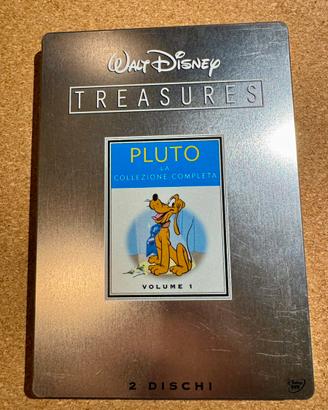 Walt Disney
TREASURES
PLUTO
LA
COLLEZIONE COMPLETA
VOLUME 1
2 DISCHI